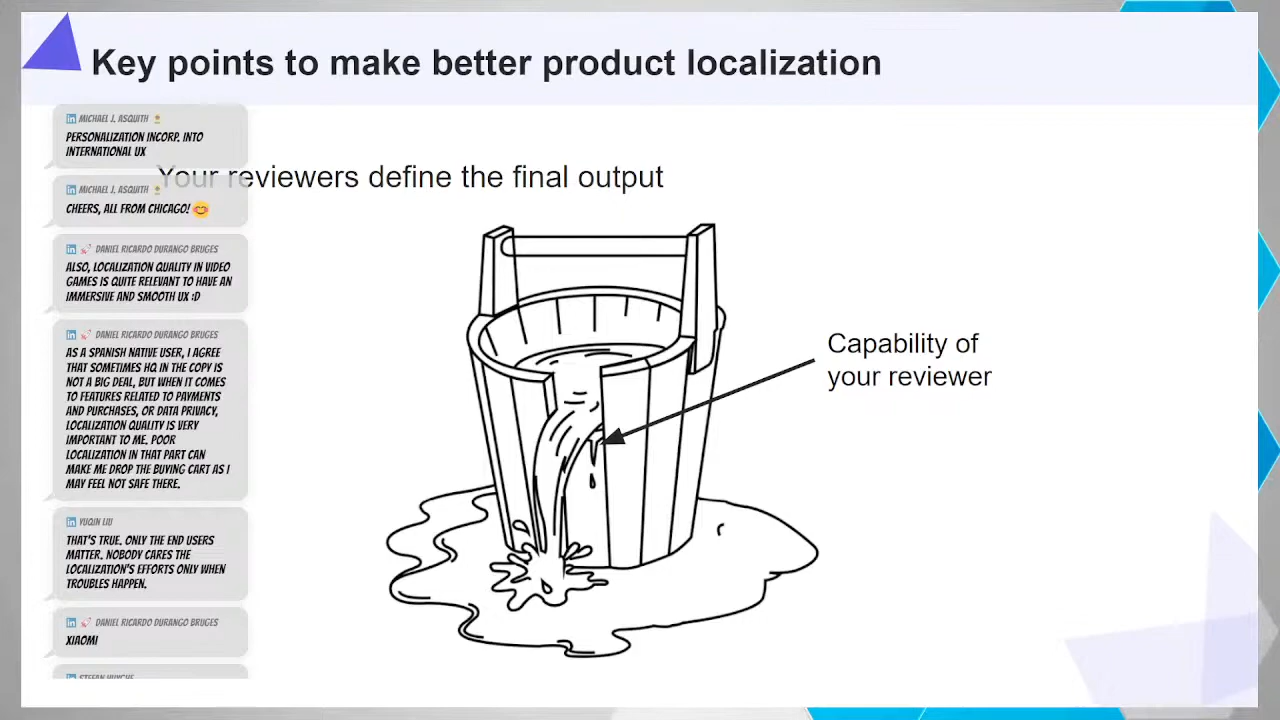 Key points to make better product localization
MICHAEL J. ASQUITH
PERSONALIZATION INCORP. INTO
INTERNATIONAL UX
Your reviewers define the final output
MICHAEL J. ASQUITH
CHEERS, ALL FROM CHICAGO!
DANIEL RICARDO DURANGO BRUGES
ALSO, LOCALIZATION QUALITY IN VIDEO
GAMES IS QUITE RELEVANT TO HAVE AN
IMMERSIVE AND SMOOTH UX :D
DANIEL RICARDO DURANGO BRUGES
AS A SPANISH NATIVE USER, I AGREE
THAT SOMETIMES HQ IN THE COPY IS
NOT A BIG DEAL, BUT WHEN IT COMES
TO FEATURES RELATED TO PAYMENTS
AND PURCHASES, OR DATA PRIVACY,
LOCALIZATION QUALITY IS VERY
IMPORTANT TO ME. POOR
LOCALIZATION IN THAT PART CAN
MAKE ME DROP THE BUYING CART AS I
MAY FEEL NOT SAFE THERE.
Capability of
your reviewer
YUQIN LIU
THAT'S TRUE. ONLY THE END USERS
MATTER. NOBODY CARES THE
LOCALIZATION'S EFFORTS ONLY WHEN
TROUBLES HAPPEN.
DANIEL RICARDO DURANGO BRUGES
XIAOMI